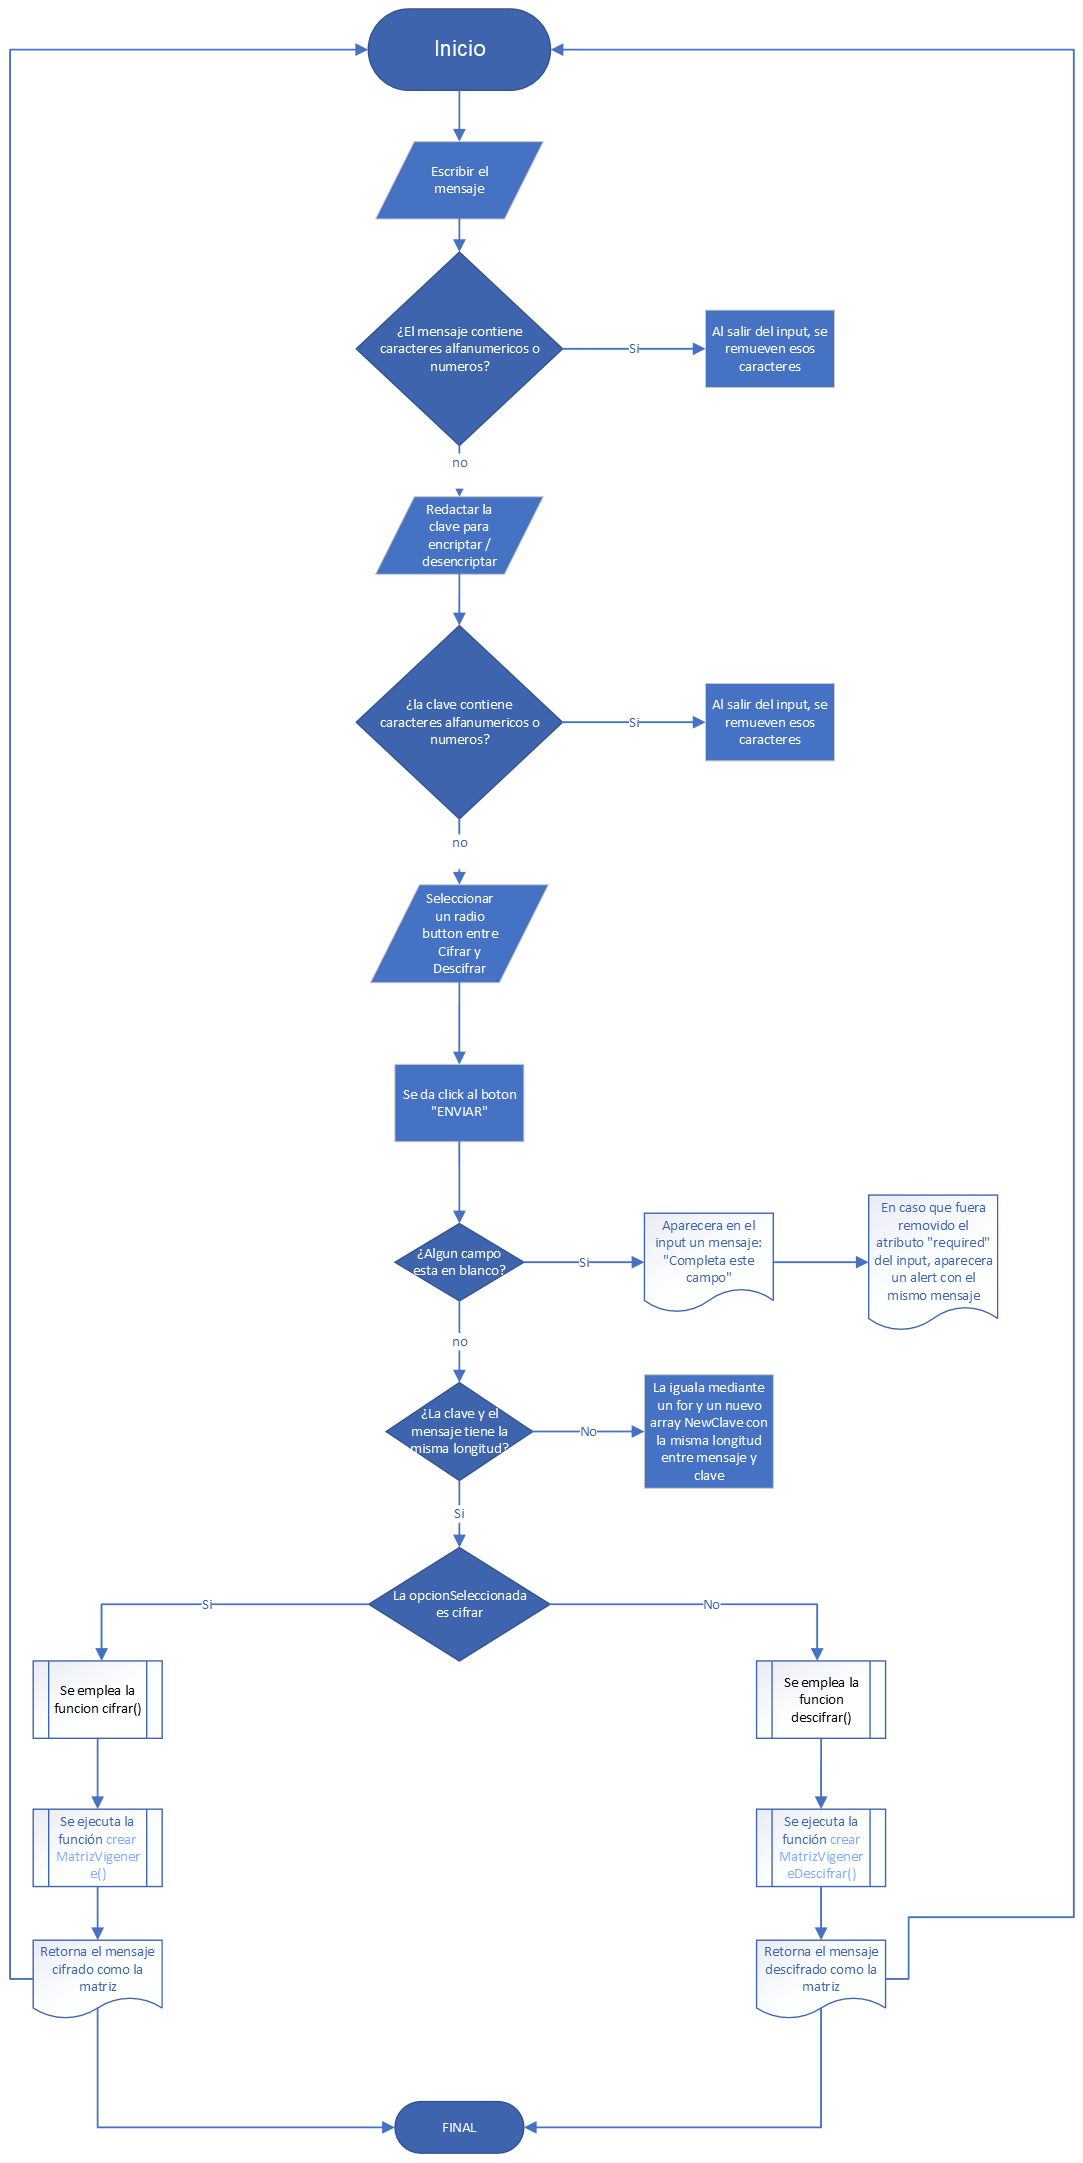 Inicio
Escribir el
mensaje
¿El mensaje contiene
caracteres alfanumericos o
numeros?
Si
Al salir del input, se
remueven esos
caracteres
no
Redactar la
clave para
encriptar /
desencriptar
¿la clave contiene
caracteres alfanumericos o
numeros?
Si
Al salir del input, se
remueven esos
caracteres
no
Seleccionar
un radio
button entre
Cifrar y
Descifrar
Se da click al boton
"ENVIAR"
¿Algun campo
esta en blanco?
Si
Aparecera en el
input un mensaje:
"Completa este
campo"
En caso que fuera
removido el
atributo "required"
del input, aparecera
un alert con el
mismo mensaje
no
¿La clave y el
mensaje tiene la
misma longitud?
No
La iguala mediante
un for y un nuevo
array NewClave con
la misma longitud
entre mensaje y
clave
Si
La opcionSeleccionada
es cifrar
Si
No
Se emplea la
funcion cifrar()
Se ejecuta la
función crear
MatrizVigener
e()
Retorna el mensaje
cifrado como la
matriz
Se emplea la
funcion
descifrar()
Se ejecuta la
función crear
MatrizVigener
eDescifrar()
Retorna el mensaje
descifrado como la
matriz
FINAL